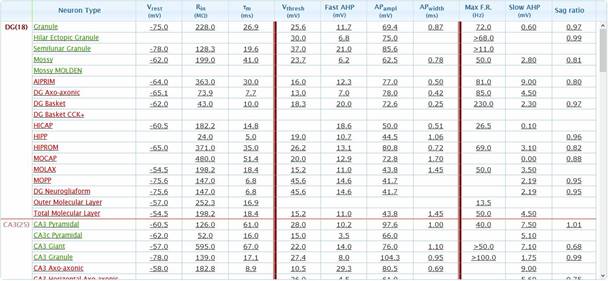 Neuron Type Vrest (mV) Rin (MΩ) τm (ms) Vthresh (mV) Fast AHP (mV) APampl (mV) APwidth (ms) Max F.R. (Hz) Slow AHP (mV) Sag ratio
DG(18) Granule -75.0 228.0 26.9 25.6 11.7 69.4 0.87 72.0 0.60 0.97
Hilar Ectopic Granule 30.0 6.8 75.0 >68.0 0.99
Semilunar Granule -78.0 128.3 19.6 37.0 21.0 85.6 >11.0
Mossy -62.0 199.0 41.0 23.7 6.2 62.5 0.78 50.0 2.80 0.81
Mossy MOLDEN
AIPRIM -64.0 363.0 30.0 16.0 12.3 77.0 0.50 81.0 9.00 0.80
DG Axo-axonic -65.1 73.9 7.7 13.0 7.0 78.0 0.42 85.0 4.50
DG Basket -62.0 43.0 10.0 18.3 20.0 72.6 0.25 230.0 2.30 0.97
DG Basket CCK+
HICAP -60.5 182.2 14.8 18.6 50.0 0.51 26.5 0.10
HIPP 24.0 5.0 19.0 10.7 44.5 1.06 0.96
HIPROM -65.0 371.0 35.0 26.2 13.1 80.8 0.72 69.0 3.10 0.82
MOCAP 480.0 51.4 20.0 12.9 72.8 1.70 0.00 0.88
MOLAX -54.5 198.2 18.4 15.2 11.0 43.8 1.45 50.0 3.50
MOPP -75.6 147.0 6.8 45.6 14.6 41.7 2.19 0.95
DG Neurogliaform -75.6 147.0 6.8 45.6 14.6 41.7 2.19 0.95
Outer Molecular Layer -57.0 252.3 16.9 13.5
Total Molecular Layer -54.5 198.2 18.4 15.2 11.0 43.8 1.45 50.0 4.50
CA3(25) CA3 Pyramidal -60.5 126.0 61.0 28.0 10.2 97.6 1.00 40.0 7.50 1.01
CA3c Pyramidal -62.0 52.0 16.0 15.0 3.5 66.0 5.10
CA3 Giant -57.0 595.0 67.0 22.0 14.0 76.0 1.10 >50.0 7.10 0.68
CA3 Granule -78.0 139.0 17.1 27.4 8.0 104.3 0.95 >100.0 1.75 0.99
CA3 Axo-axonic -58.0 182.8 8.9 10.5 29.3 80.5 0.69 9.00
CA3 Horizontal Axo-axonic